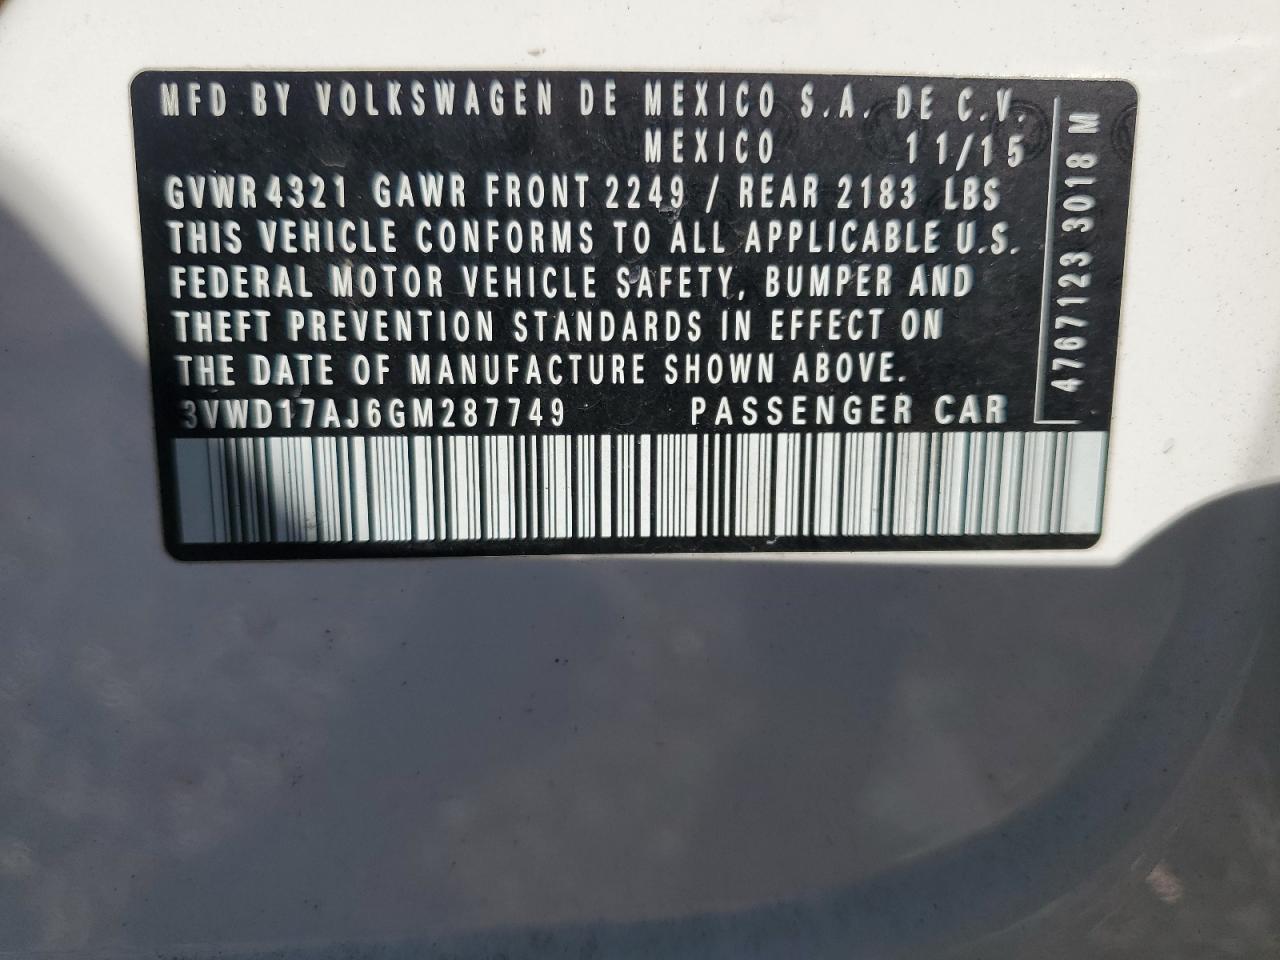 MFD BY VOLKSWAGEN DE MEXICO S.A. DE C.V.
MEXICO 11/15
GVWR 4321 GAWR FRONT 2249 / REAR 2183 LBS
THIS VEHICLE CONFORMS TO ALL APPLICABLE U.S.
FEDERAL MOTOR VEHICLE SAFETY, BUMPER AND
THEFT PREVENTION STANDARDS IN EFFECT ON
THE DATE OF MANUFACTURE SHOWN ABOVE.
3VWD17AJ6GM287749 PASSENGER CAR
4767123 3018 M